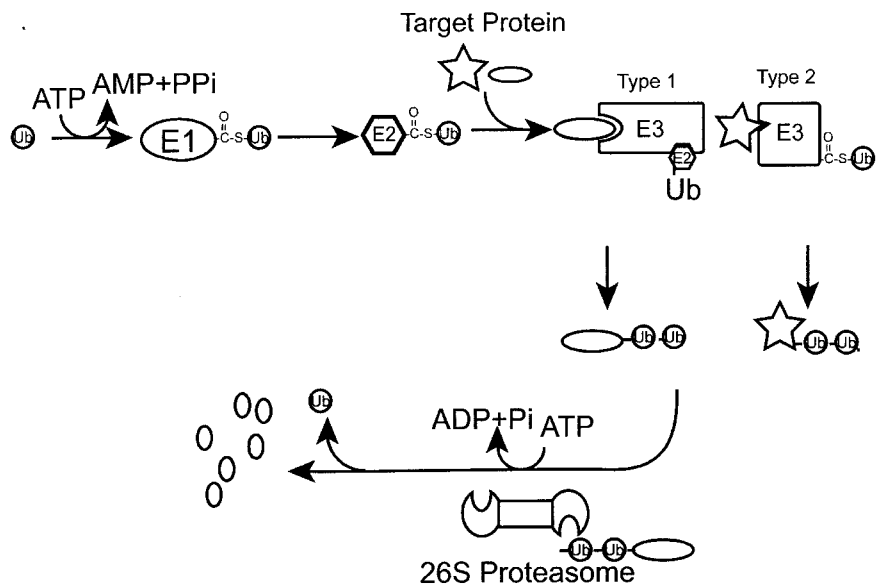 Target Protein
Type 1
Type 2
AMP+PPi
ATP
Ub
E1
O
-C-S-Ub
E2
O
-C-S-Ub
E3
E2
Ub
E3
O
-C-S-Ub
Ub Ub
Ub Ub
Ub
ADP+Pi ATP
Ub Ub
26S Proteasome